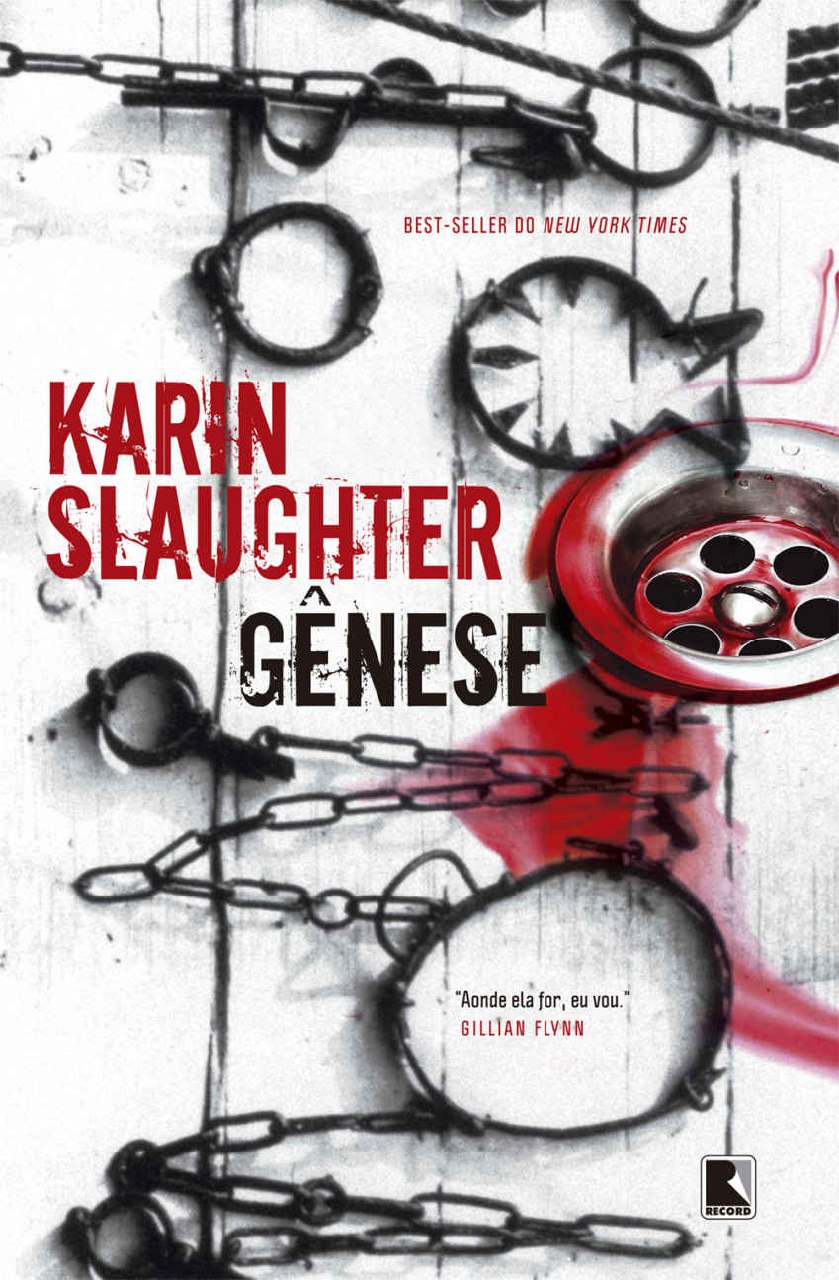 BEST-SELLER DO NEW YORK TIMES
KARIN
SLAUGHTER
GÊNESE
"Aonde ela for, eu vou."
GILLIAN FLYNN
RECORD